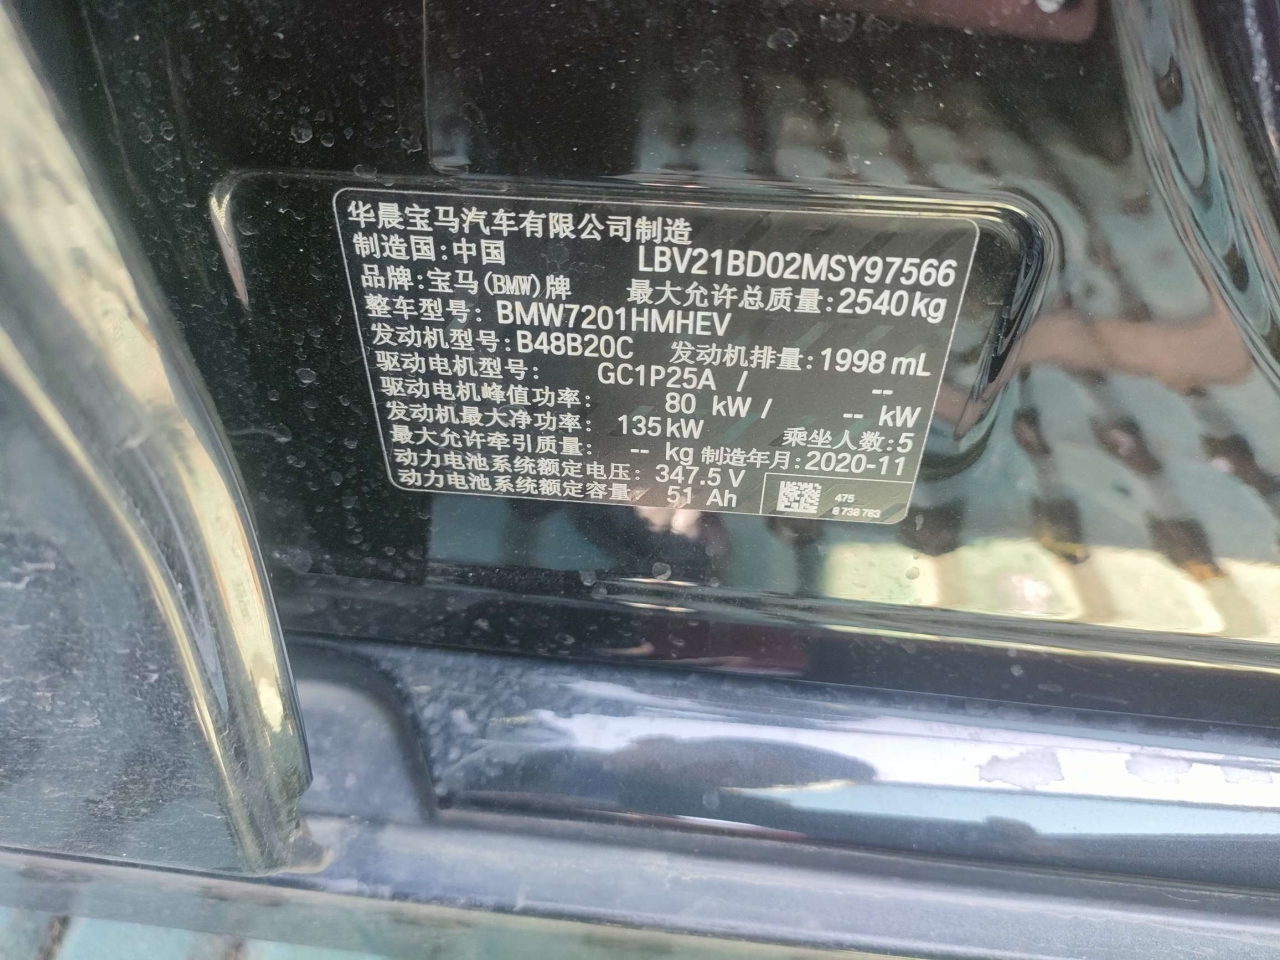 华晨宝马汽车有限公司制造
制造国:中国 LBV21BD02MSY97566
品牌:宝马(BMW)牌 最大允许总质量:2540kg
整车型号: BMW7201HMHEV
发动机型号:B48B20C 发动机排量:1998 mL
驱动电机型号: GC1P25A / --
驱动电机峰值功率: 80 kW / -- kW
发动机最大净功率: 135kW 乘坐人数:5
最大允许牵引质量: -- kg 制造年月:2020-11
动力电池系统额定电压: 347.5 V
动力电池系统额定容量: 51 Ah
475
8 738 763